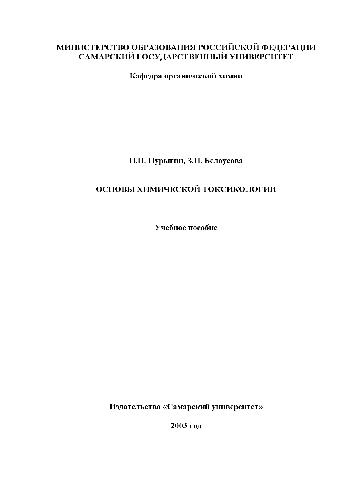 МИНИСТЕРСТВО ОБРАЗОВАНИЯ РОССИЙСКОЙ ФЕДЕРАЦИИ
САМАРСКИЙ ГОСУДАРСТВЕННЫЙ УНИВЕРСИТЕТ
Кафедра органической химии
П.П. Пурыгин, З.П. Белоусова
ОСНОВЫ ХИМИЧЕСКОЙ ТОКСИКОЛОГИИ
Учебное пособие
Издательство «Самарский университет»
2003 год